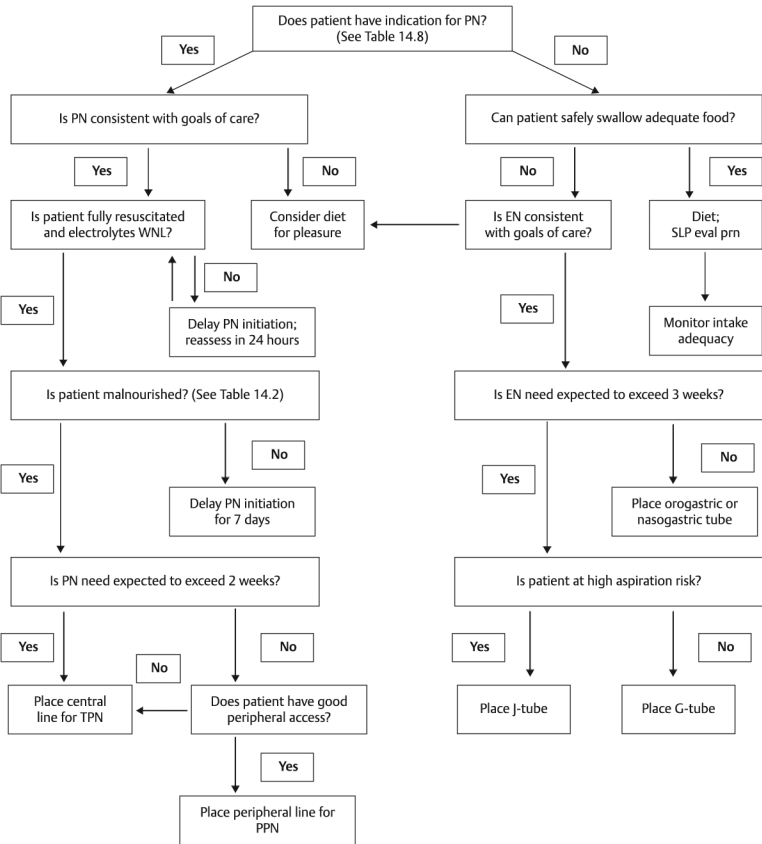 Does patient have indication for PN?
(See Table 14.8)
Yes
No
Is PN consistent with goals of care?
Can patient safely swallow adequate food?
Yes
No
No
Yes
Is patient fully resuscitated
and electrolytes WNL?
Consider diet
for pleasure
Is EN consistent
with goals of care?
Diet;
SLP eval prn
No
Yes
Yes
Delay PN initiation;
reassess in 24 hours
Monitor intake
adequacy
Is patient malnourished? (See Table 14.2)
Is EN need expected to exceed 3 weeks?
No
No
Yes
Yes
Delay PN initiation
for 7 days
Place orogastric or
nasogastric tube
Is PN need expected to exceed 2 weeks?
Is patient at high aspiration risk?
Yes
No
Yes
No
No
Place central
line for TPN
Does patient have good
peripheral access?
Place J-tube
Place G-tube
Yes
Place peripheral line for
PPN